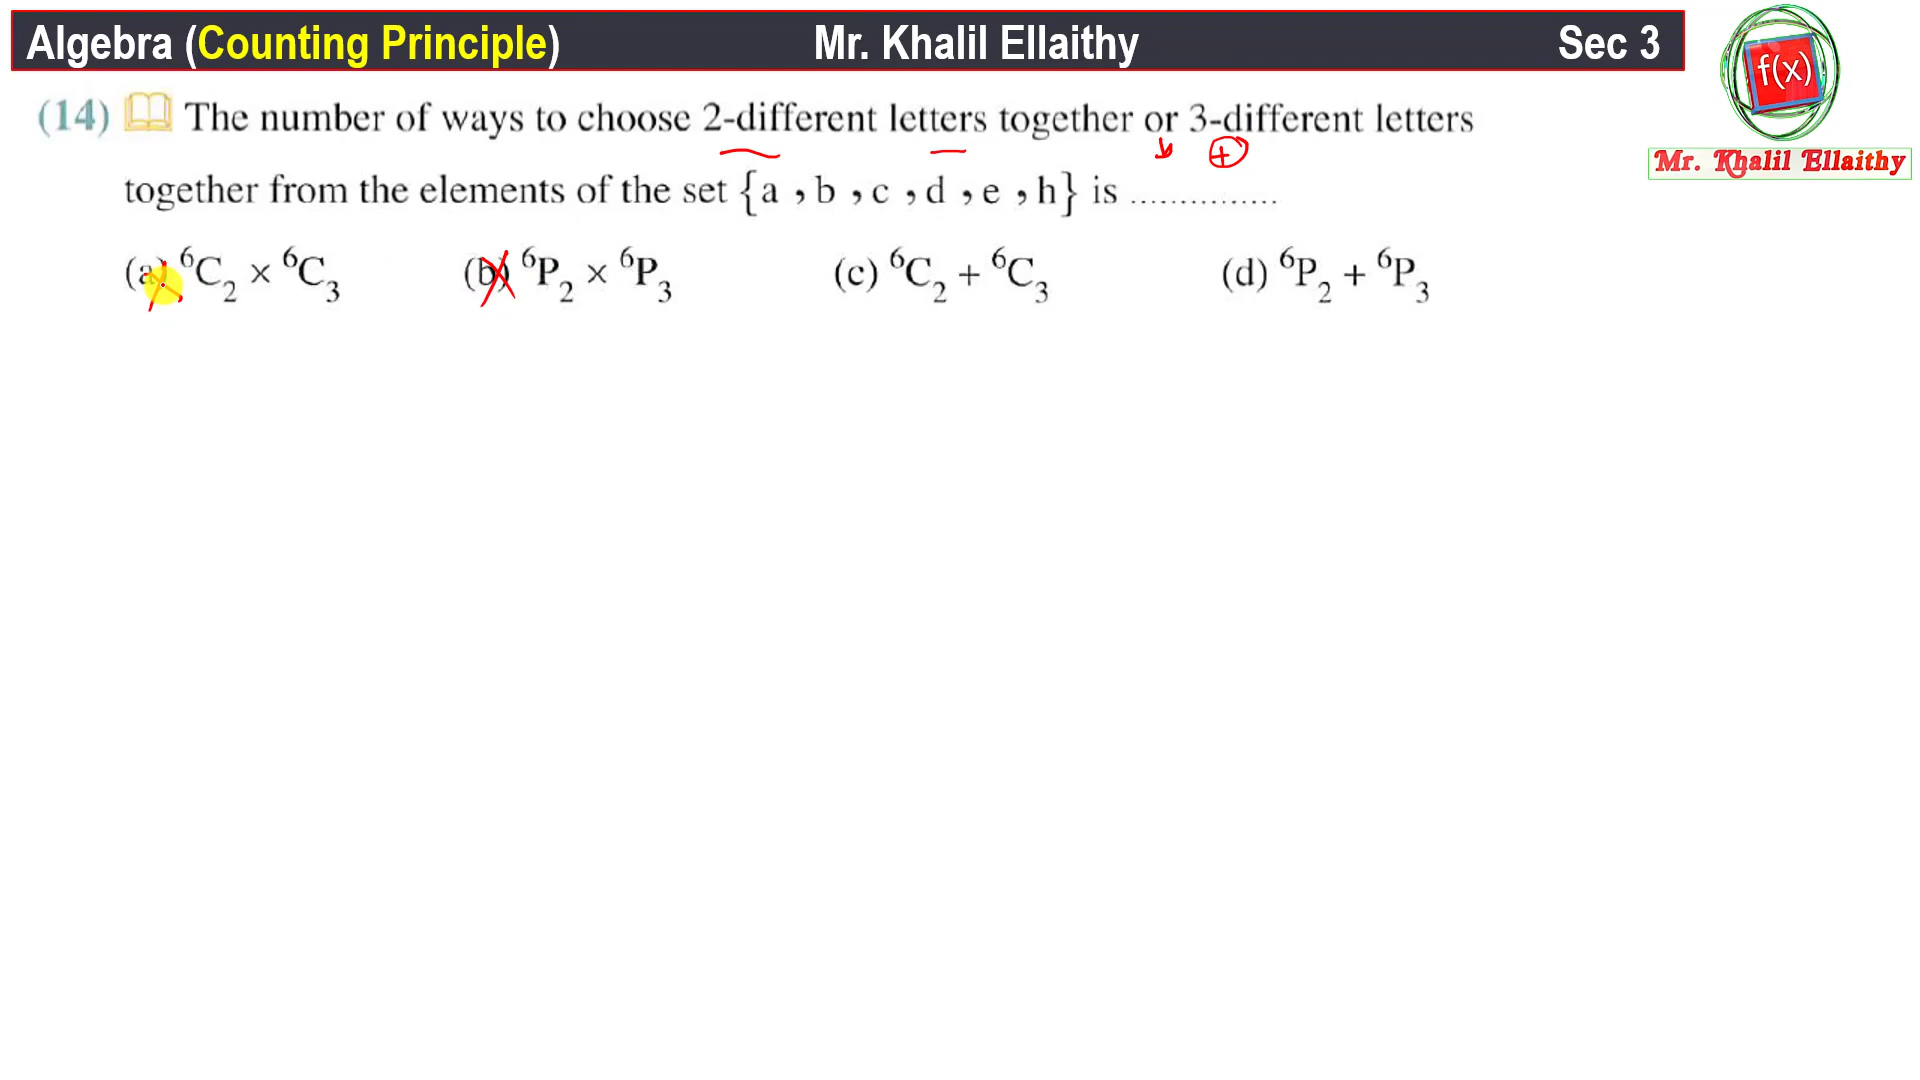 Algebra (Counting Principle) Mr. Khalil Ellaithy Sec 3
f(x)
Mr. Khalil Ellaithy
(14) The number of ways to choose 2-different letters together or 3-different letters
+
together from the elements of the set {a , b , c , d , e , h} is ...............
(a) ⁶C₂ × ⁶C₃ (b) ⁶P₂ × ⁶P₃ (c) ⁶C₂ + ⁶C₃ (d) ⁶P₂ + ⁶P₃